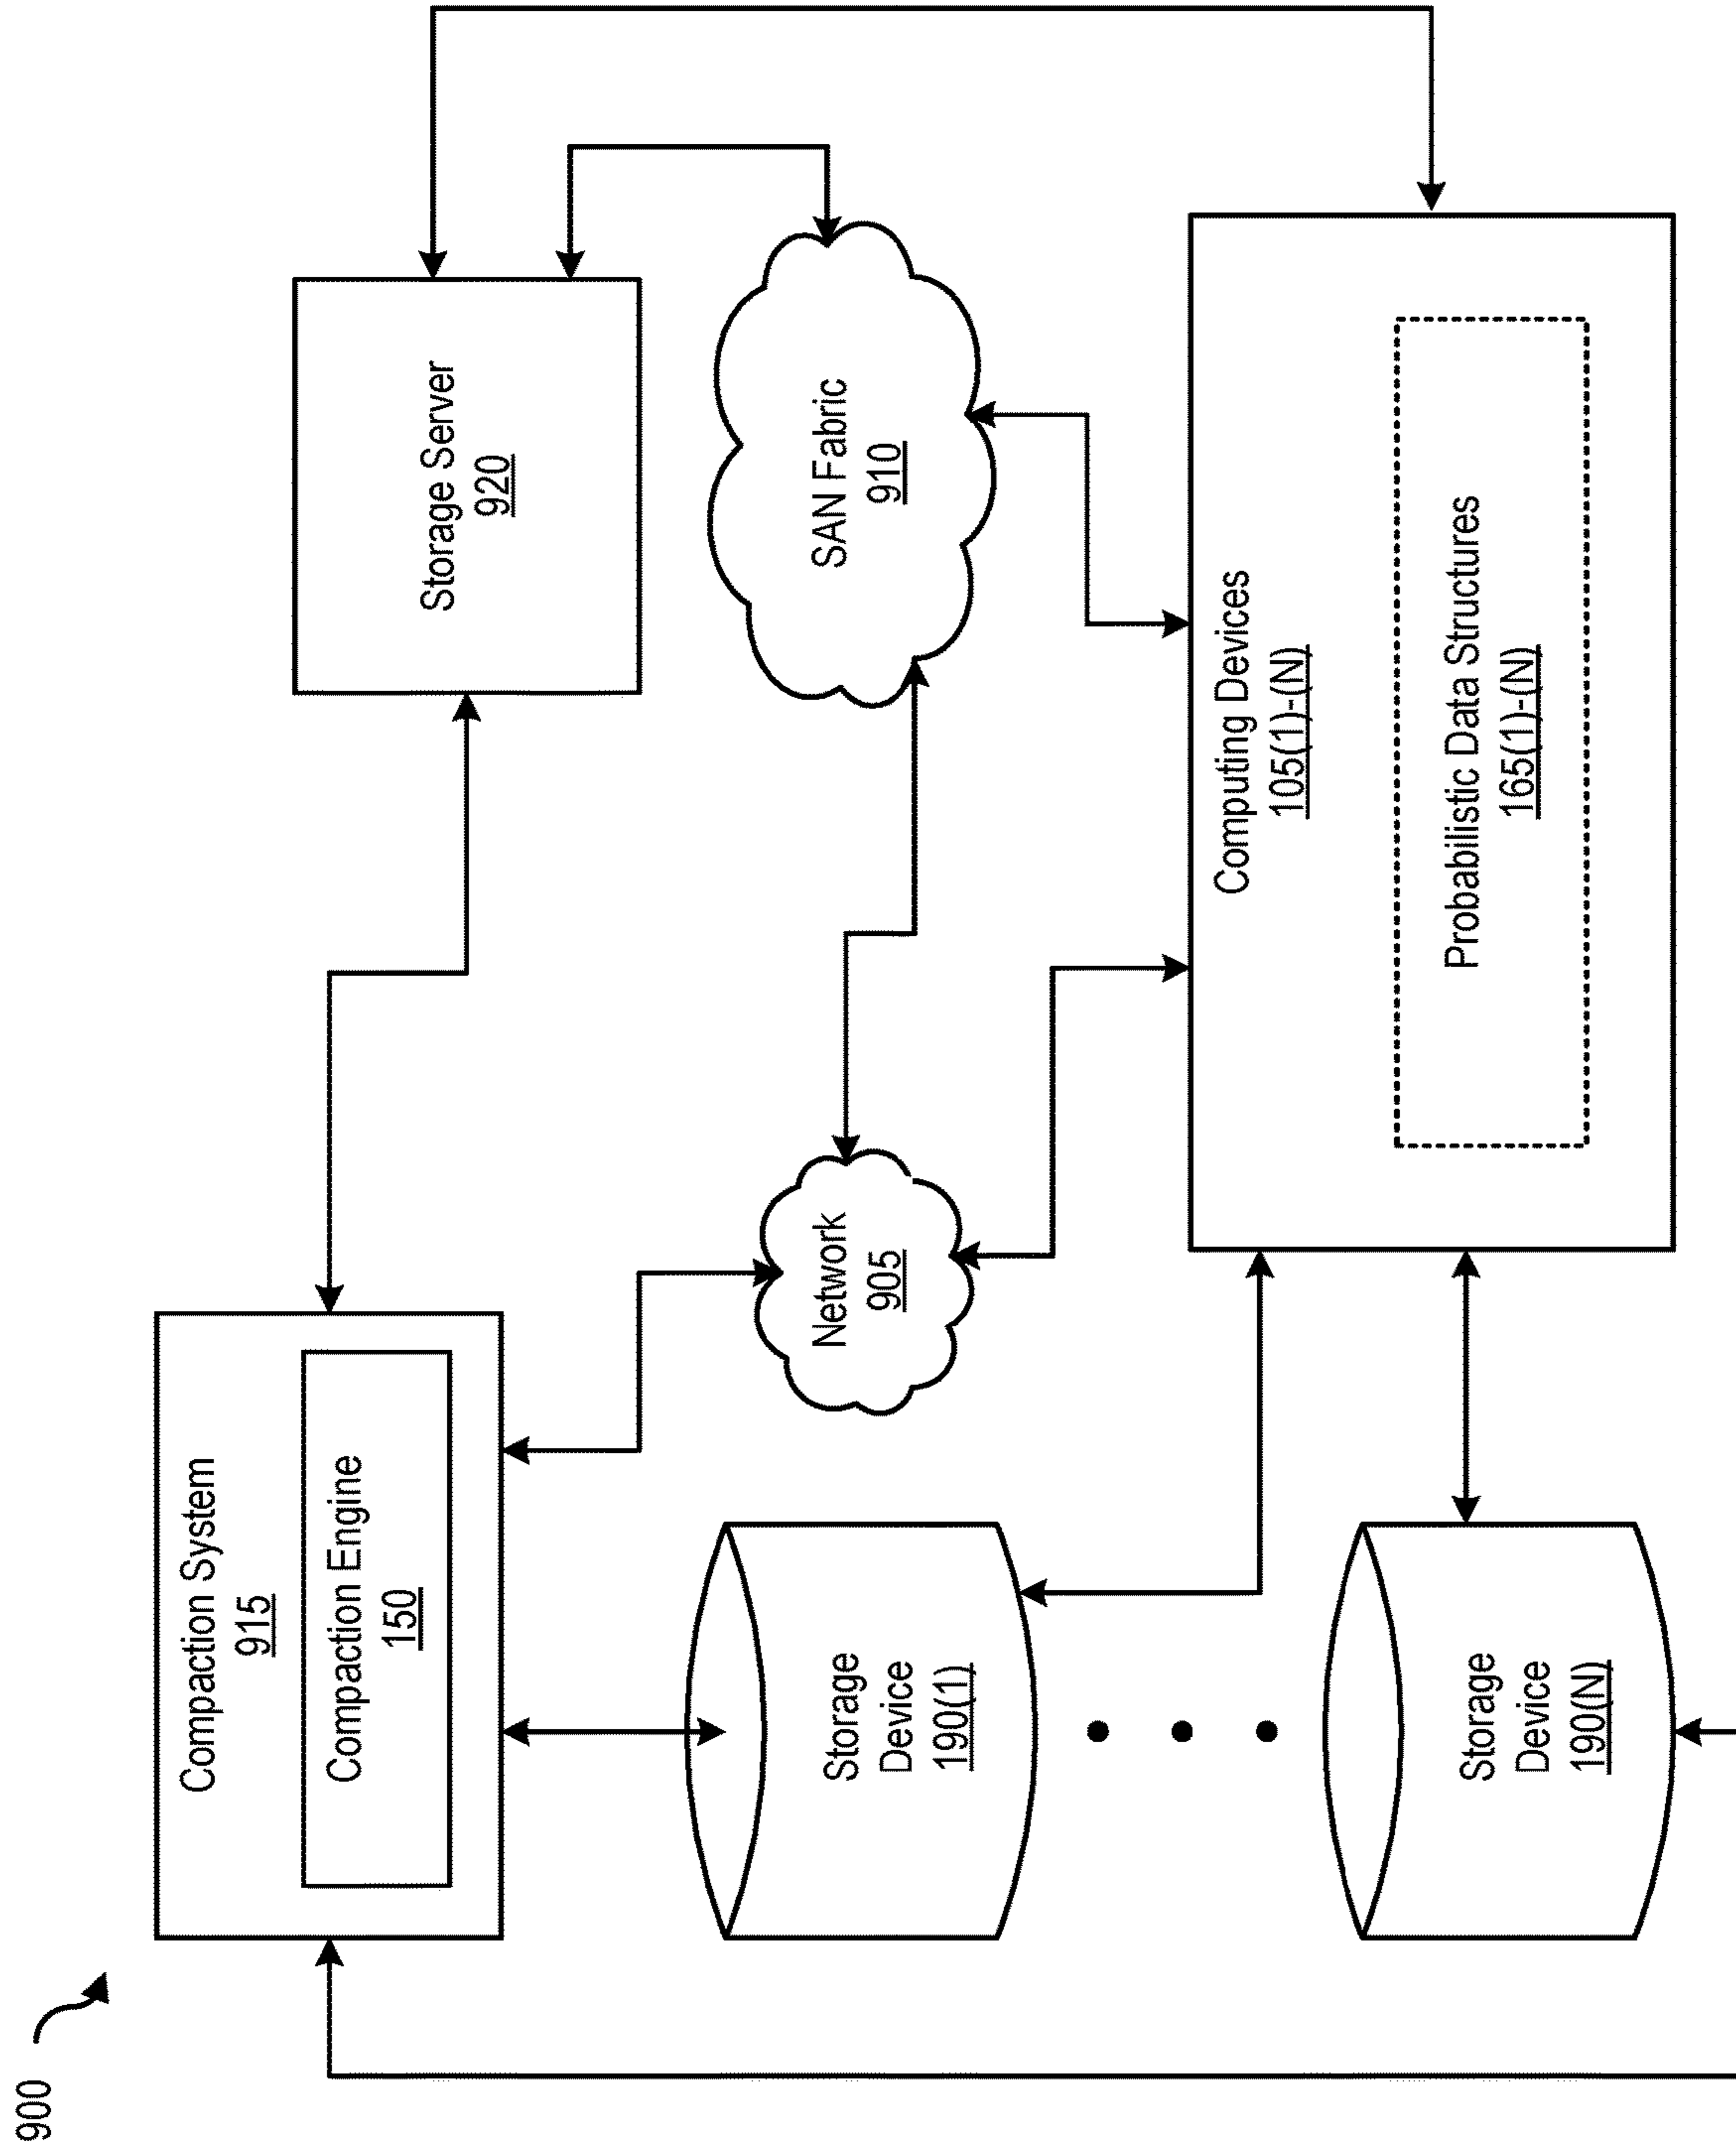 900
Compaction System
915
Compaction Engine
150
Storage Server
920
Network
905
SAN Fabric
910
Storage
Device
190(1)
Storage
Device
190(N)
Computing Devices
105(1)-(N)
Probabilistic Data Structures
165(1)-(N)